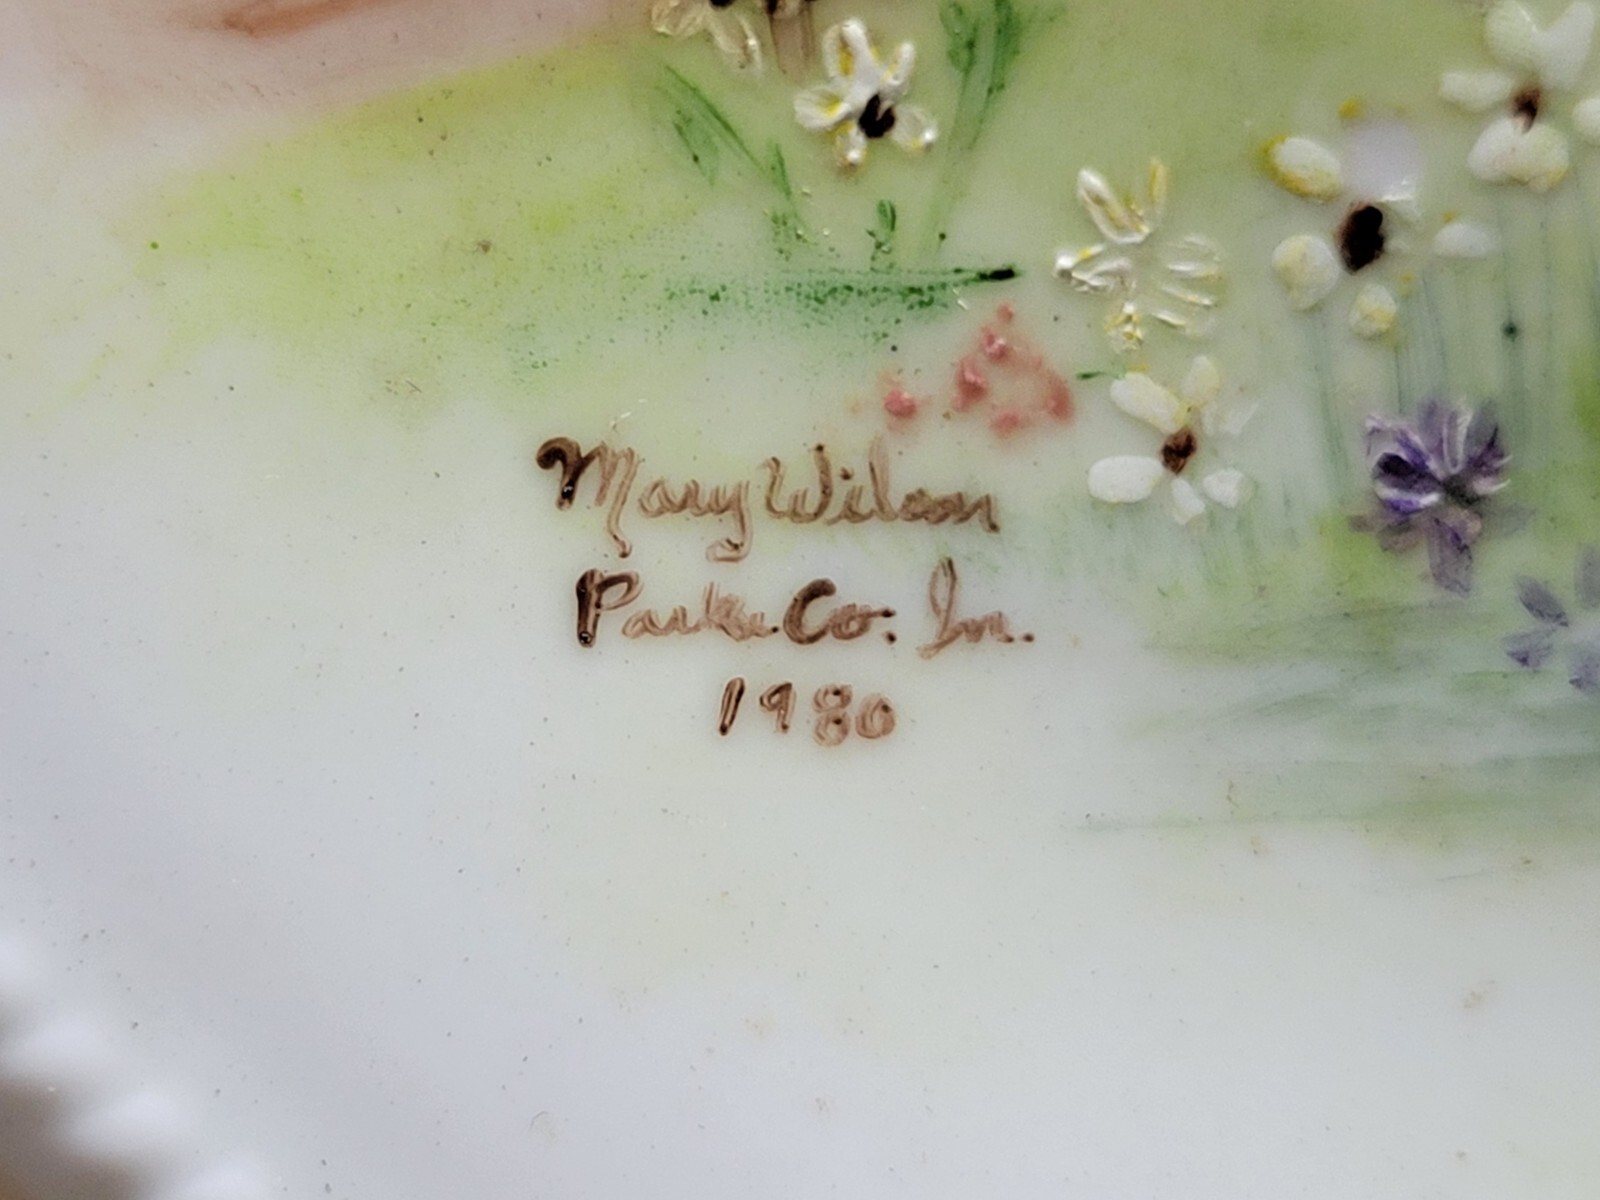 Mary Wilson
Parke Co. In.
1980